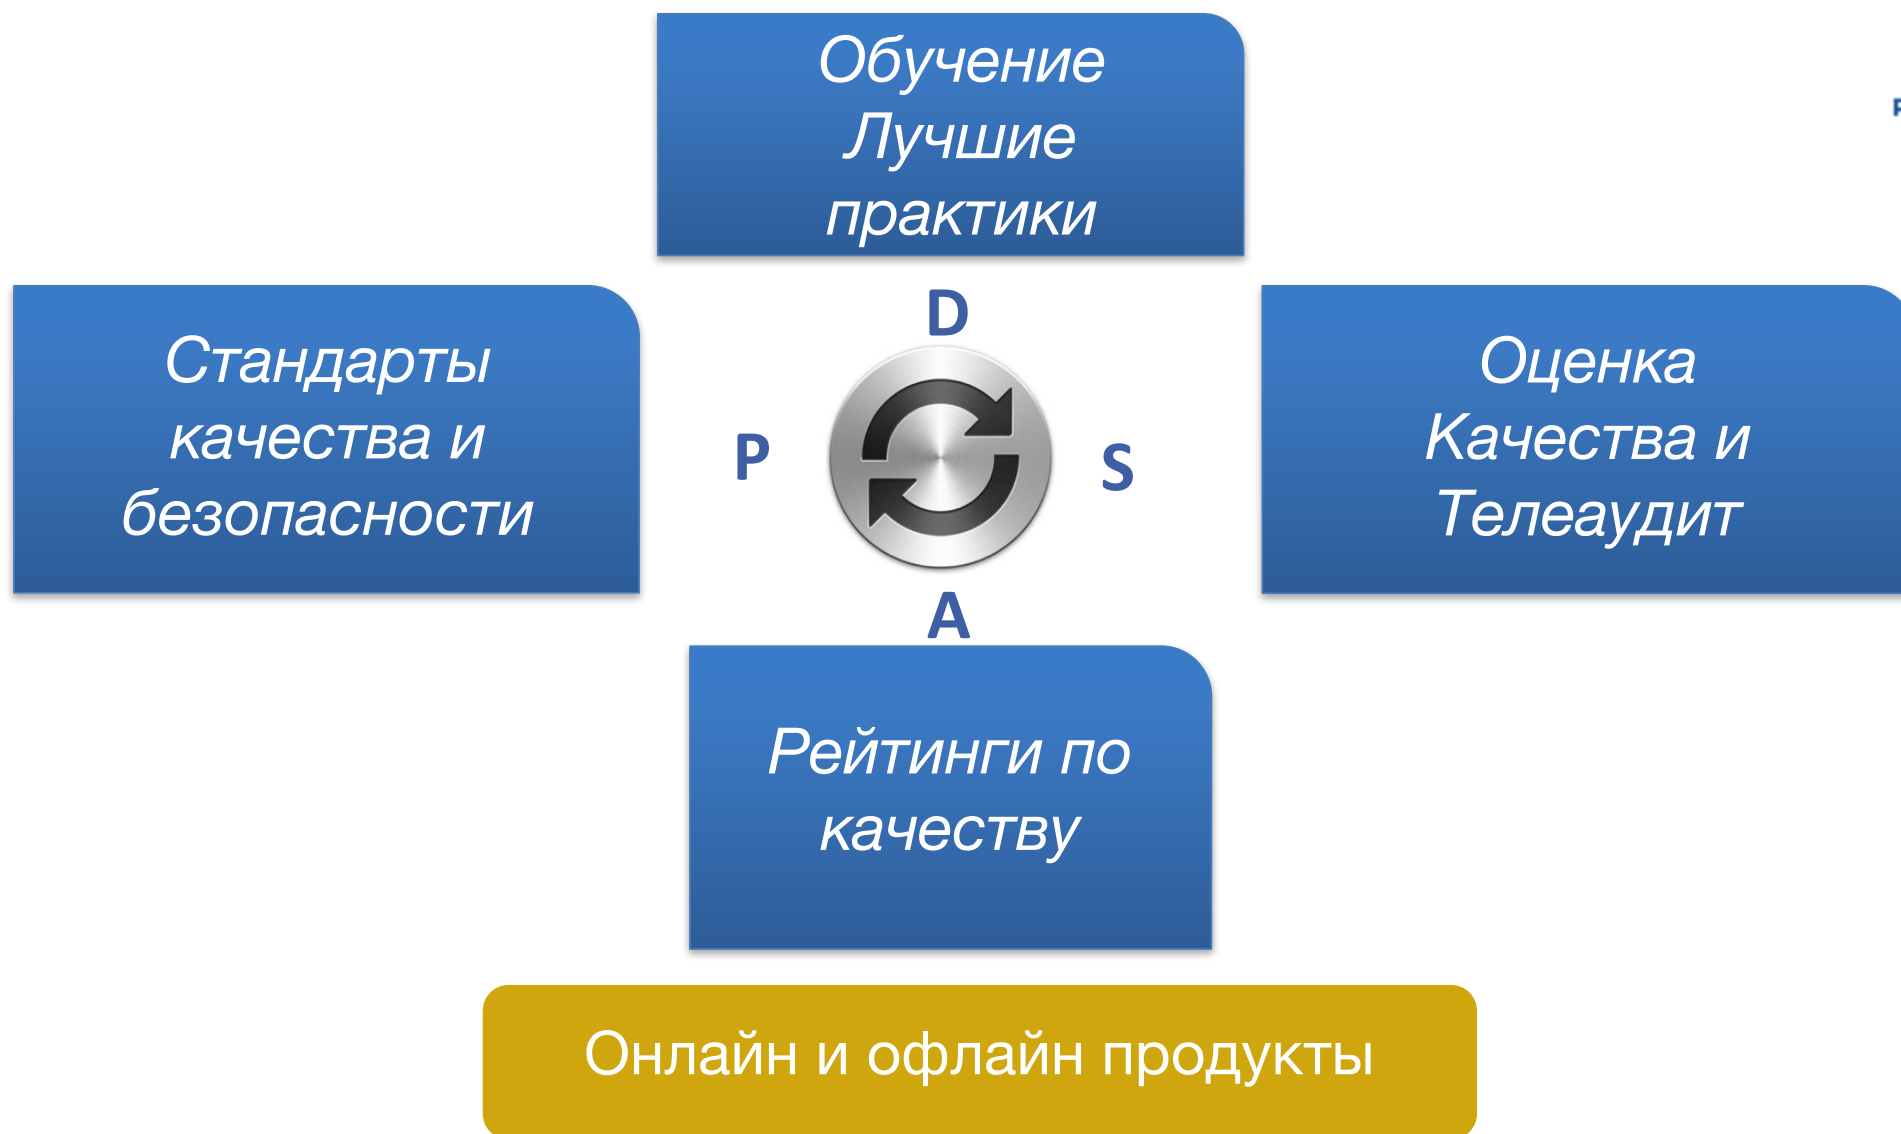 Обучение
Лучшие
практики
D
Стандарты
качества и
безопасности
P
S
Оценка
Качества и
Телеаудит
A
Рейтинги по
качеству
Онлайн и офлайн продукты